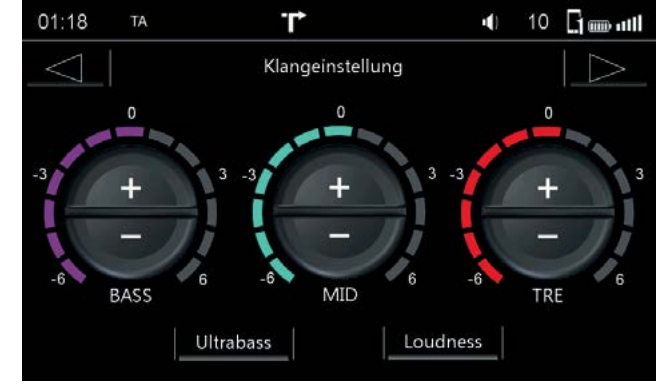 01:18 TA 10 1
Klangeinstellung
0 0 0
-3 3 -3 3 -3 3
+ + +
− − −
-6 6 -6 6 -6 6
BASS MID TRE
Ultrabass Loudness